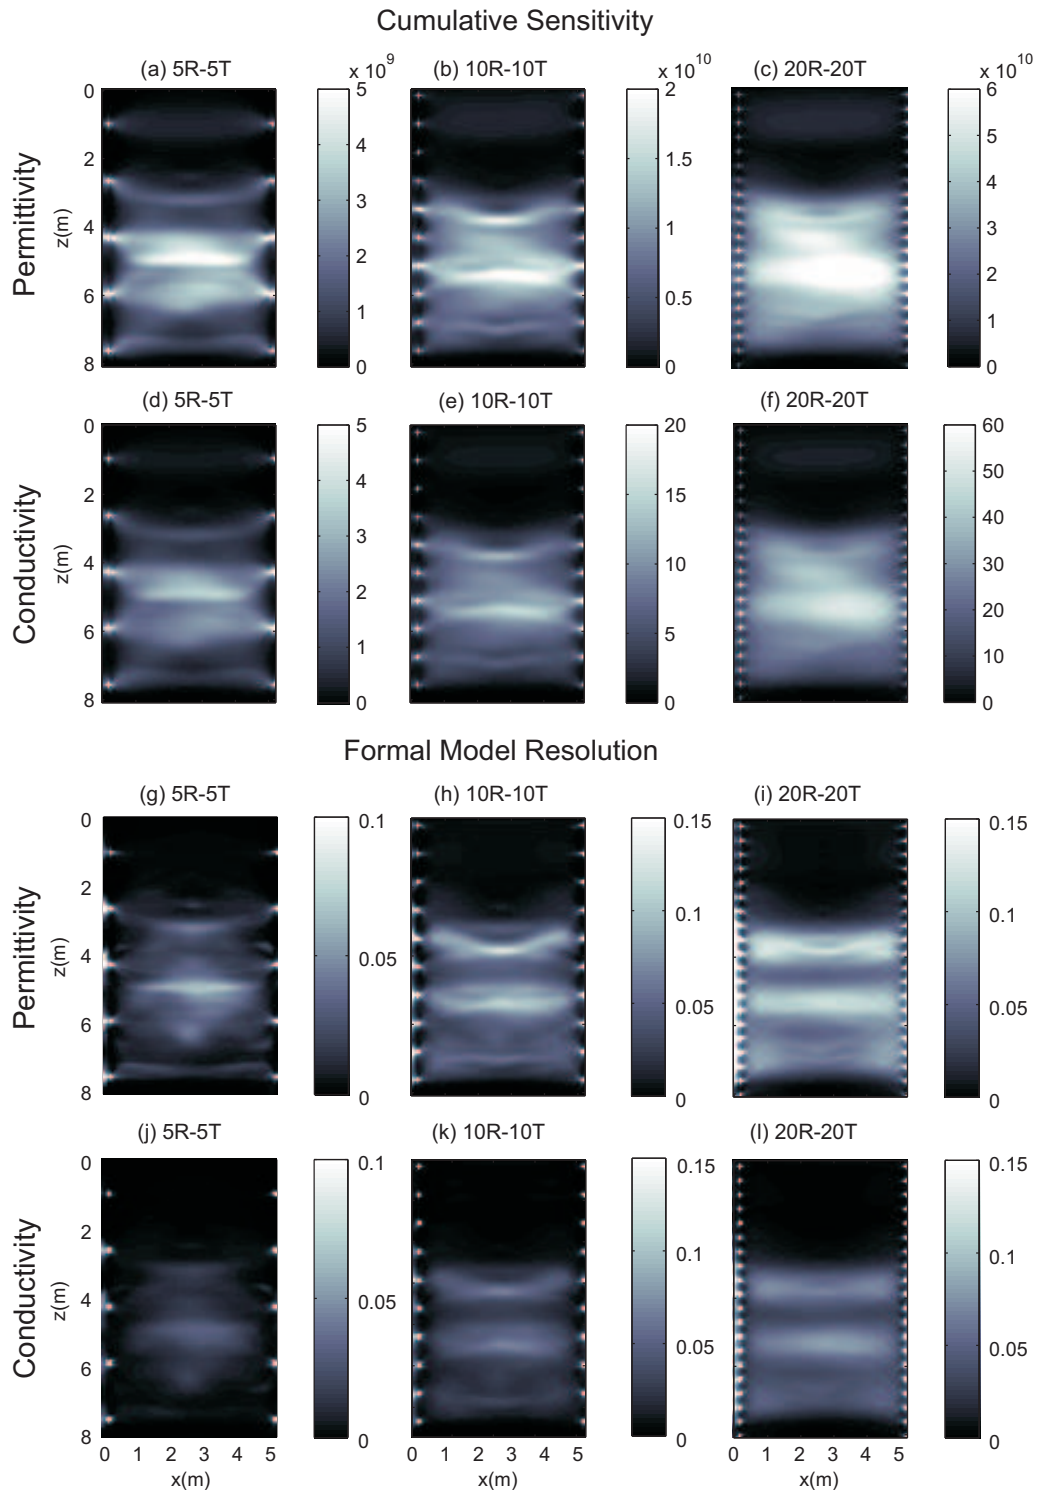 Cumulative Sensitivity
(a) 5R-5T
(b) 10R-10T
(c) 20R-20T
x 10^9
x 10^10
x 10^10
Permittivity
z(m)
0
2
4
6
8
5
4
3
2
1
0
2
1.5
1
0.5
0
6
5
4
3
2
1
0
(d) 5R-5T
(e) 10R-10T
(f) 20R-20T
Conductivity
z(m)
0
2
4
6
8
5
4
3
2
1
0
20
15
10
5
0
60
50
40
30
20
10
0
Formal Model Resolution
(g) 5R-5T
(h) 10R-10T
(i) 20R-20T
Permittivity
z(m)
0
2
4
6
8
0.1
0.05
0
0.15
0.1
0.05
0
0.15
0.1
0.05
0
(j) 5R-5T
(k) 10R-10T
(l) 20R-20T
Conductivity
z(m)
0
2
4
6
8
0.1
0.05
0
0.15
0.1
0.05
0
0.15
0.1
0.05
0
0 1 2 3 4 5
0 1 2 3 4 5
0 1 2 3 4 5
x(m)
x(m)
x(m)